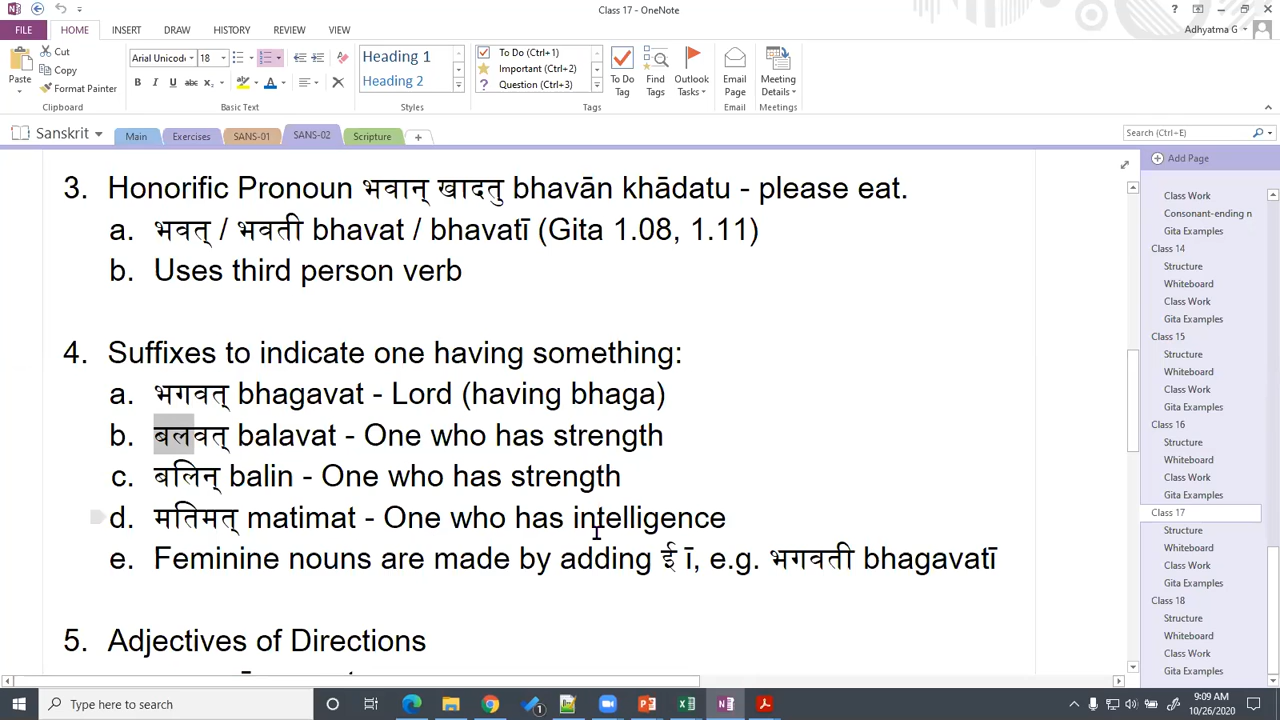 Class 17 - OneNote
FILE HOME INSERT DRAW HISTORY REVIEW VIEW
Adhyatma G
Paste Cut Copy Format Painter
Clipboard
Arial Unicode 18
B I U abc X₂ A
Basic Text
Heading 1
Heading 2
Styles
To Do (Ctrl+1)
Important (Ctrl+2)
Question (Ctrl+3)
Tags
To Do Tag
Find Tags
Outlook Tasks
Email Page
Email
Meeting Details
Meetings
Sanskrit Main Exercises SANS-01 SANS-02 Scripture +
Search (Ctrl+E)
3. Honorific Pronoun भवान् खादतु bhavān khādatu - please eat.
a. भवत् / भवती bhavat / bhavatī (Gita 1.08, 1.11)
b. Uses third person verb
4. Suffixes to indicate one having something:
a. भगवत् bhagavat - Lord (having bhaga)
b. बलवत् balavat - One who has strength
c. बलिन् balin - One who has strength
d. मतिमत् matimat - One who has intelligence
e. Feminine nouns are made by adding ई ī, e.g. भगवती bhagavatī
5. Adjectives of Directions
Add Page
Class Work
Consonant-ending n
Gita Examples
Class 14
Structure
Whiteboard
Class Work
Gita Examples
Class 15
Structure
Whiteboard
Class Work
Gita Examples
Class 16
Structure
Whiteboard
Class Work
Gita Examples
Class 17
Structure
Whiteboard
Class Work
Gita Examples
Class 18
Structure
Whiteboard
Class Work
Gita Examples
Type here to search
9:09 AM
10/26/2020